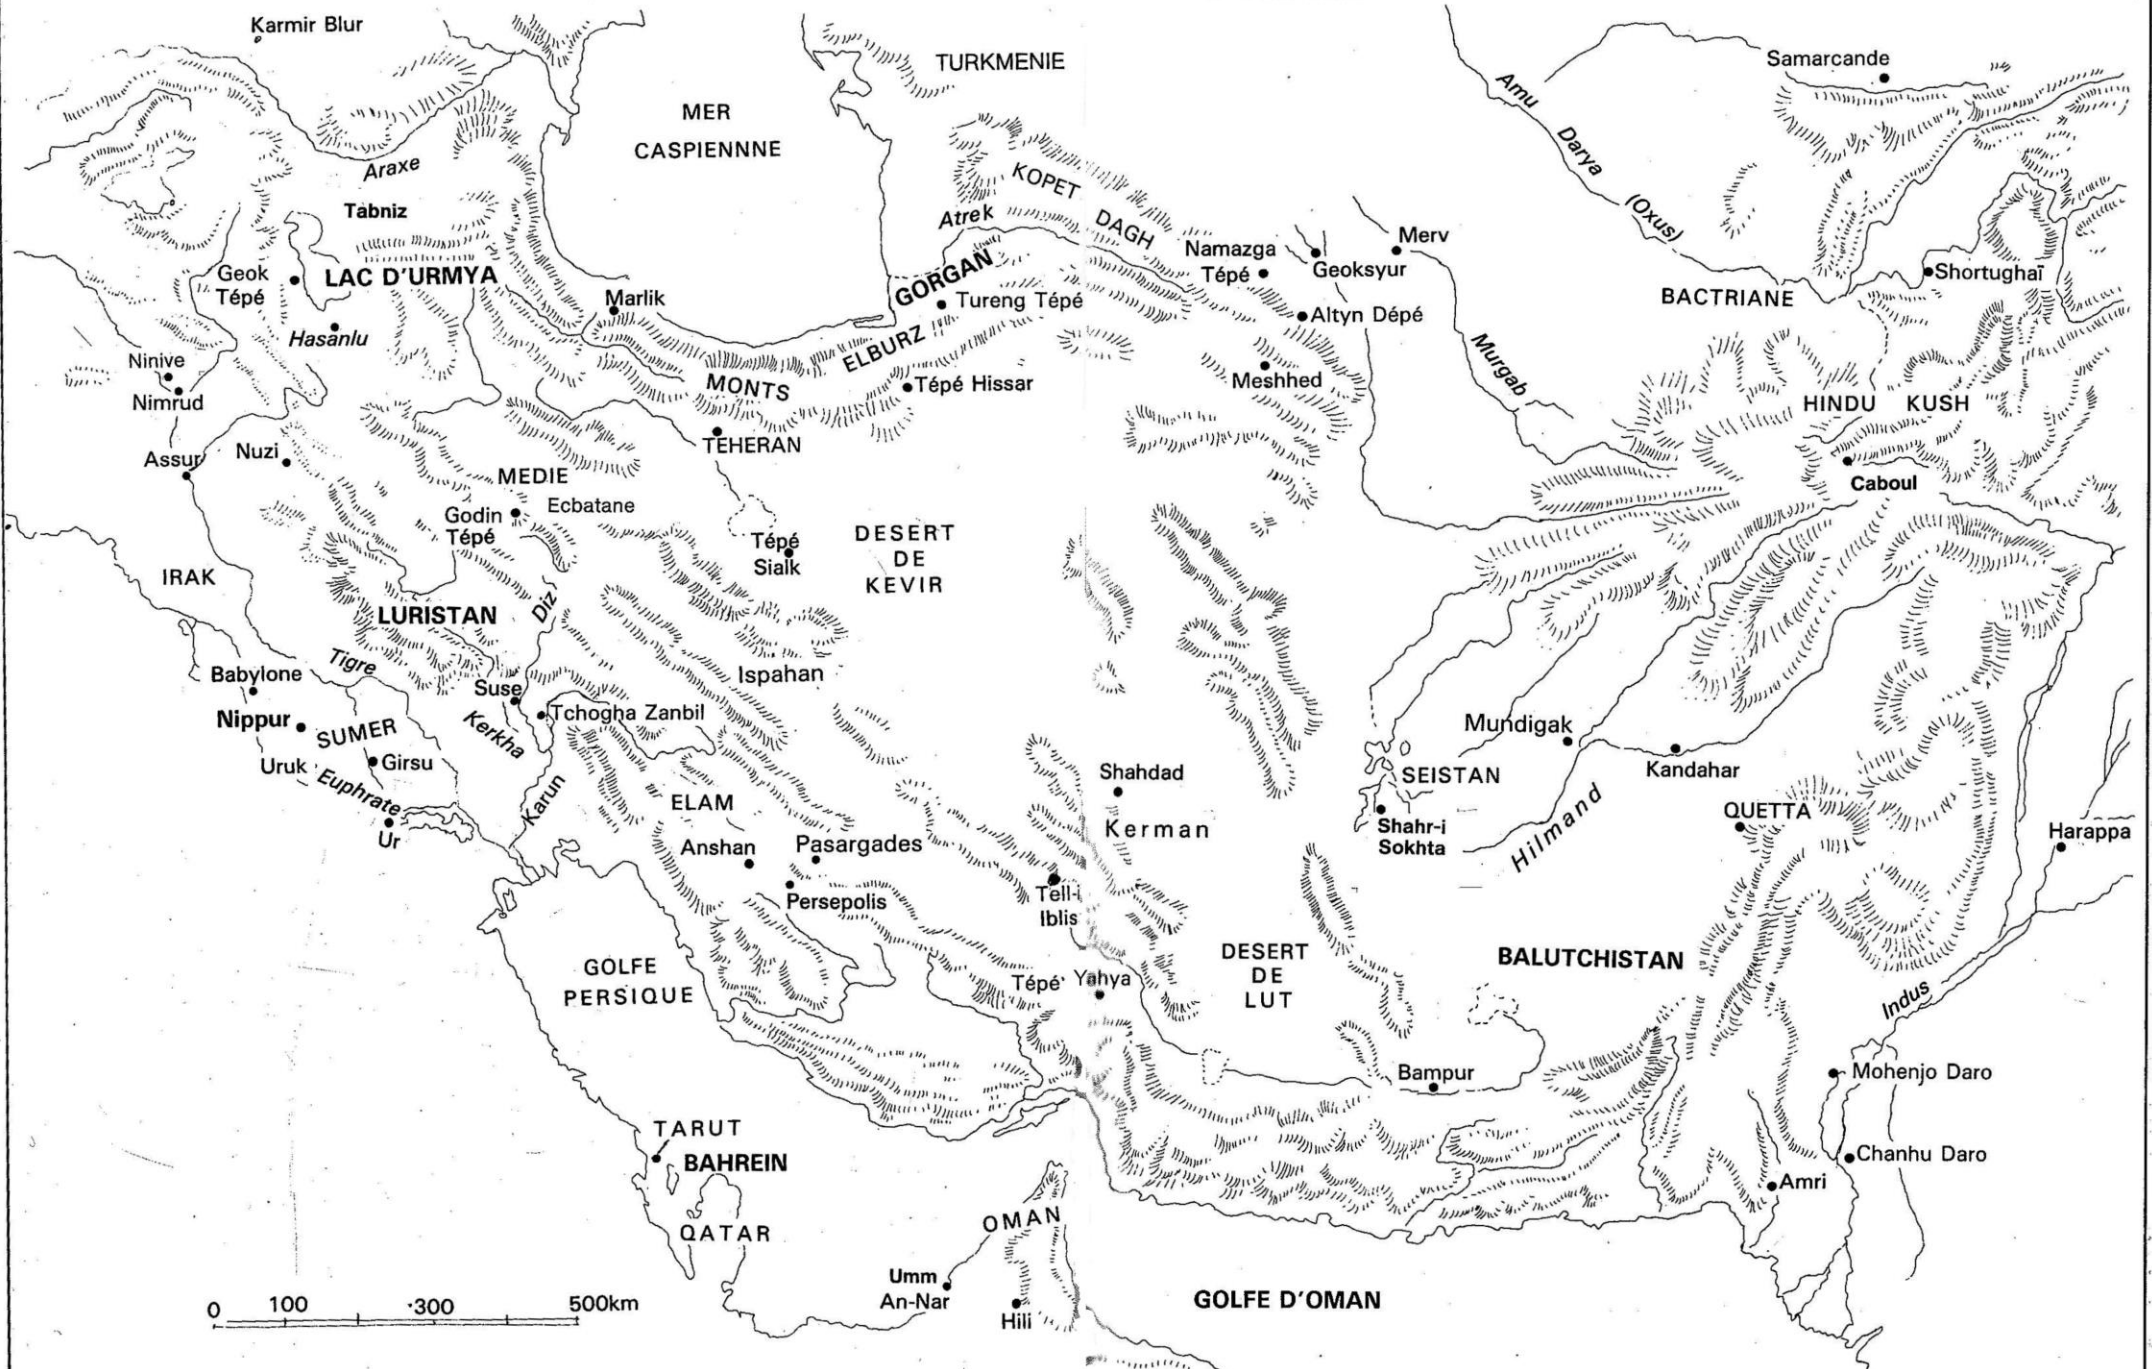 Karmir Blur
TURKMENIE
Samarcande
MER
CASPIENNNE
Amu
Darya
(Oxus)
Araxe
Tabniz
KOPET
DAGH
Atrek
Namazga
Tépé
Geoksyur
Merv
Geok
Tépé
LAC D'URMYA
GORGAN
Shortughaï
Marlik
Tureng Tépé
Altyn Dépé
BACTRIANE
Hasanlu
ELBURZ
Murgab
Ninive
Nimrud
MONTS
Tépé Hissar
Meshhed
HINDU KUSH
TEHERAN
Assur
Nuzi
MEDIE
Caboul
Godin
Tépé
Ecbatane
Tépé
Sialk
DESERT
DE
KEVIR
IRAK
LURISTAN
Diz
Tigre
Ispahan
Babylone
Suse
Nippur
SUMER
Kerkha
Tchogha Zanbil
Mundigak
Uruk
Girsu
Euphrate
Karun
Shahdad
SEISTAN
Kandahar
ELAM
Hilmand
QUETTA
Ur
Kerman
Shahr-i
Sokhta
Harappa
Anshan
Pasargades
Persepolis
Tell-i
Iblis
GOLFE
PERSIQUE
Tépé Yahya
DESERT
DE
LUT
BALUTCHISTAN
Indus
Bampur
Mohenjo Daro
TARUT
BAHREIN
Chanhu Daro
Amri
QATAR
OMAN
Umm
An-Nar
Hili
GOLFE D'OMAN
0 100 300 500km